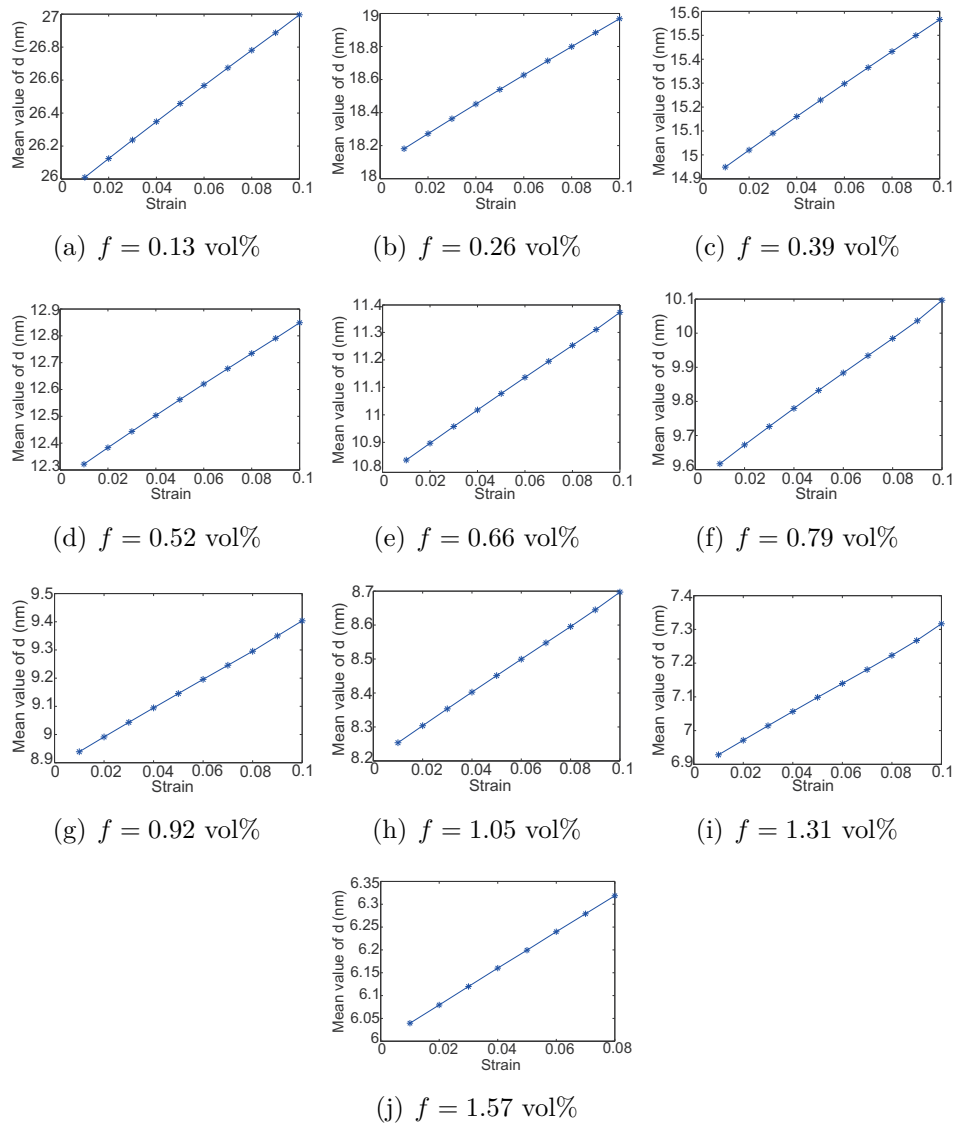 Mean value of d (nm)
27
26.8
26.6
26.4
26.2
26
0 0.02 0.04 0.06 0.08 0.1
Strain
(a) f = 0.13 vol%
Mean value of d (nm)
19
18.8
18.6
18.4
18.2
18
0 0.02 0.04 0.06 0.08 0.1
Strain
(b) f = 0.26 vol%
Mean value of d (nm)
15.6
15.5
15.4
15.3
15.2
15.1
15
14.9
0 0.02 0.04 0.06 0.08 0.1
Strain
(c) f = 0.39 vol%
Mean value of d (nm)
12.9
12.8
12.7
12.6
12.5
12.4
12.3
0 0.02 0.04 0.06 0.08 0.1
Strain
(d) f = 0.52 vol%
Mean value of d (nm)
11.4
11.3
11.2
11.1
11
10.9
10.8
0 0.02 0.04 0.06 0.08 0.1
Strain
(e) f = 0.66 vol%
Mean value of d (nm)
10.1
10
9.9
9.8
9.7
9.6
0 0.02 0.04 0.06 0.08 0.1
Strain
(f) f = 0.79 vol%
Mean value of d (nm)
9.5
9.4
9.3
9.2
9.1
9
8.9
0 0.02 0.04 0.06 0.08 0.1
Strain
(g) f = 0.92 vol%
Mean value of d (nm)
8.7
8.6
8.5
8.4
8.3
8.2
0 0.02 0.04 0.06 0.08 0.1
Strain
(h) f = 1.05 vol%
Mean value of d (nm)
7.4
7.3
7.2
7.1
7
6.9
0 0.02 0.04 0.06 0.08 0.1
Strain
(i) f = 1.31 vol%
Mean value of d (nm)
6.35
6.3
6.25
6.2
6.15
6.1
6.05
6
0 0.02 0.04 0.06 0.08
Strain
(j) f = 1.57 vol%